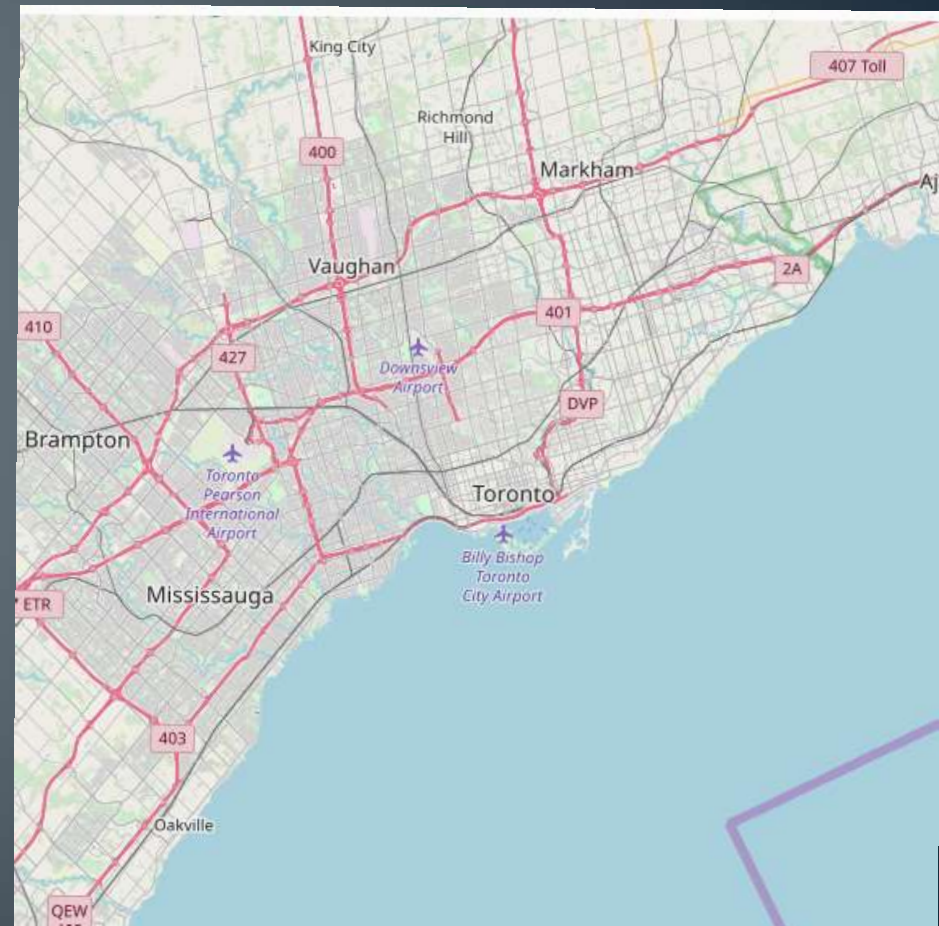 King City
407 Toll
Richmond
Hill
400
Markham
Aj
Vaughan
2A
401
410
427
Downsview
Airport
DVP
Brampton
Toronto
Pearson
International
Airport
Toronto
Billy Bishop
Toronto
City Airport
ETR
Mississauga
403
Oakville
QEW